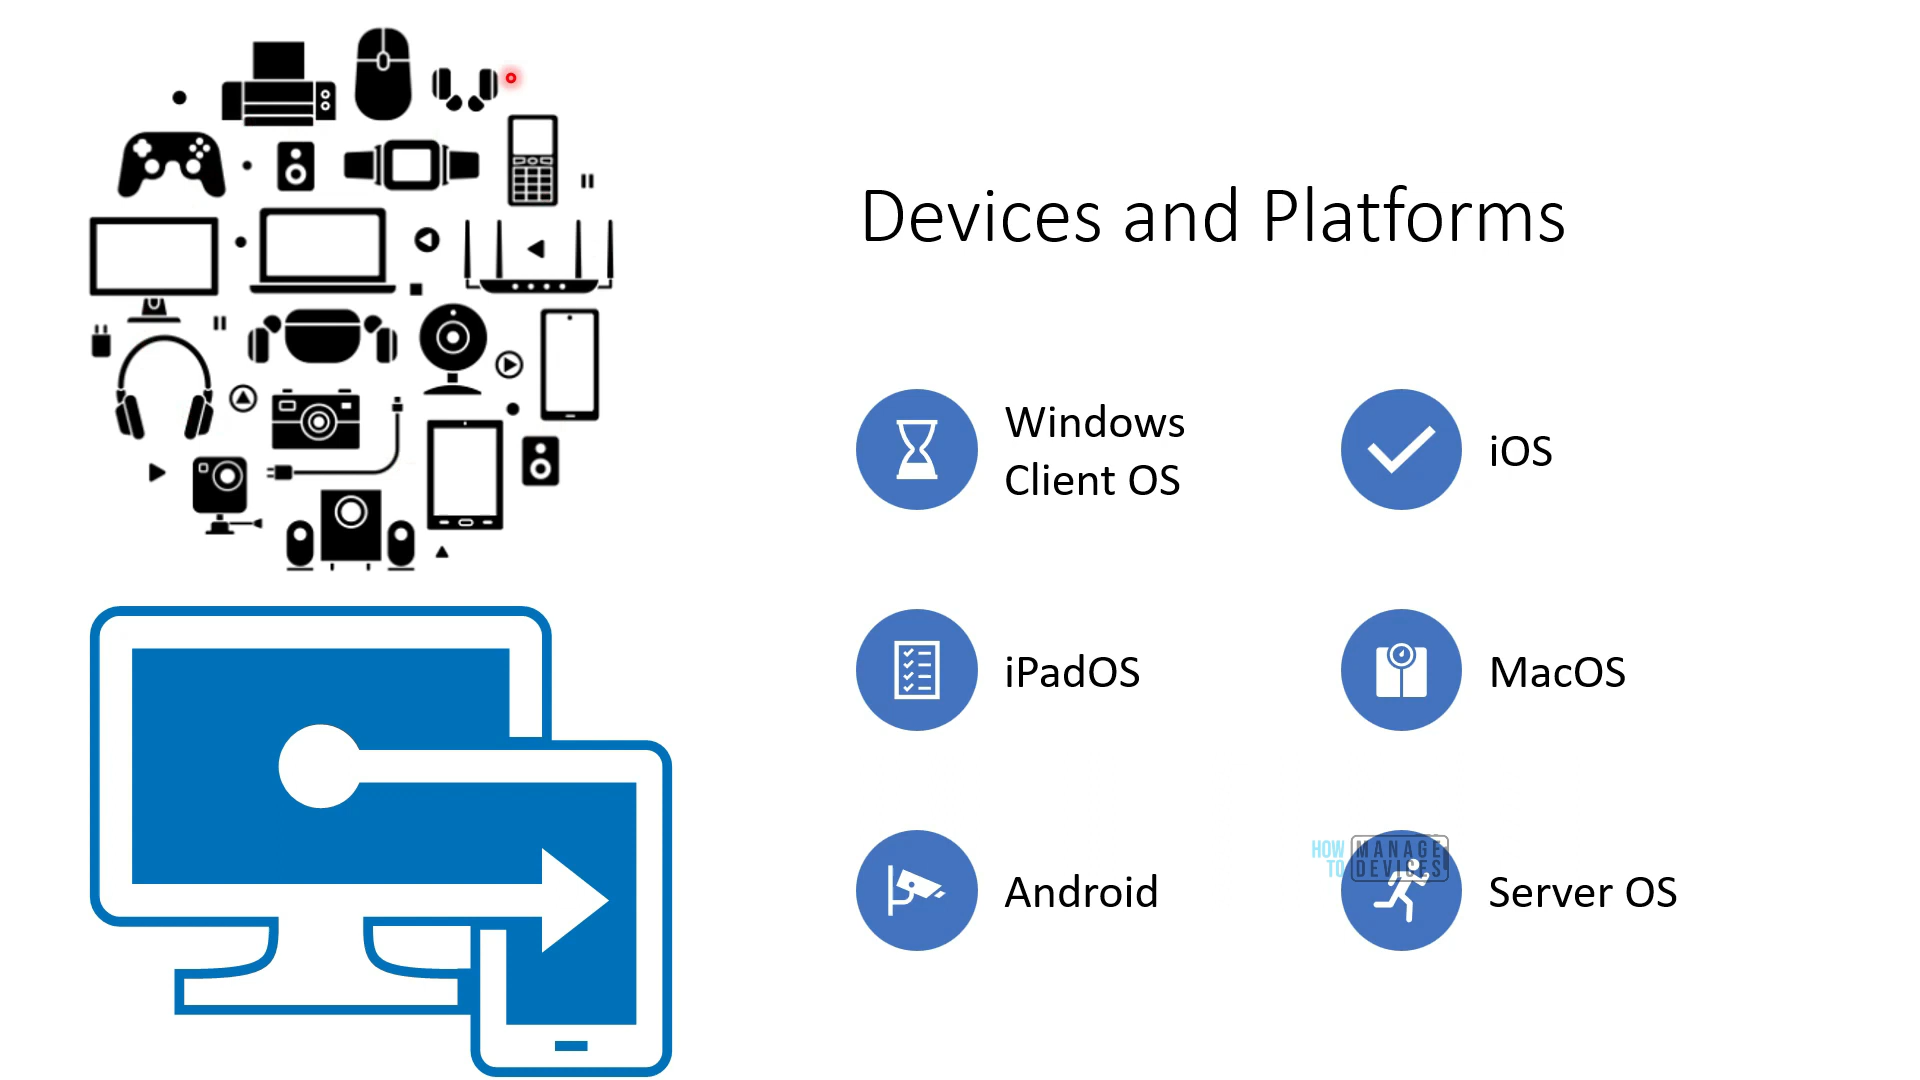 Devices and Platforms
Windows
Client OS
iOS
iPadOS
MacOS
Android
HOW MANAGE
TO DEVICES
Server OS